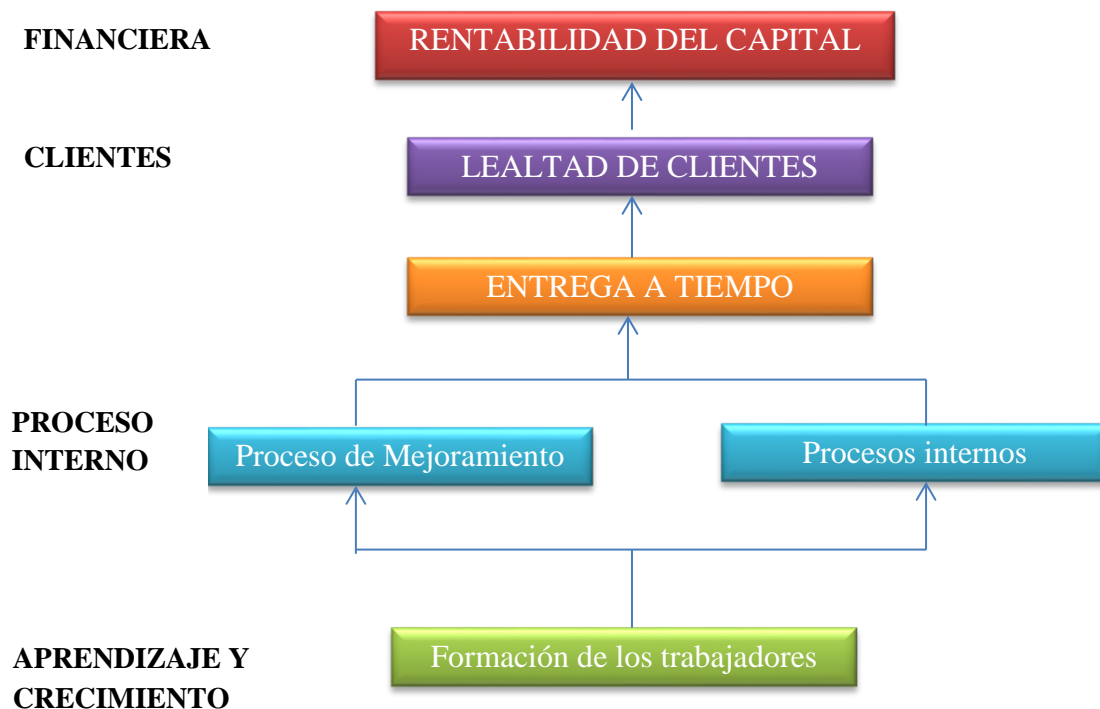 FINANCIERA
RENTABILIDAD DEL CAPITAL
CLIENTES
LEALTAD DE CLIENTES
ENTREGA A TIEMPO
PROCESO
INTERNO
Proceso de Mejoramiento
Procesos internos
APRENDIZAJE Y
CRECIMIENTO
Formación de los trabajadores